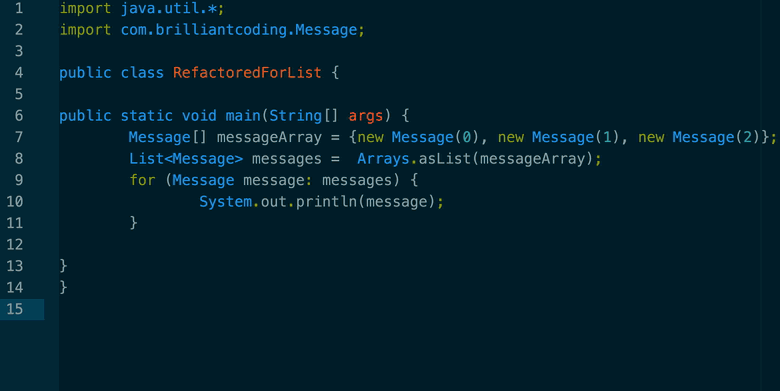 1 import java.util.*;
2 import com.brilliantcoding.Message;
3
4 public class RefactoredForList {
5
6 public static void main(String[] args) {
7         Message[] messageArray = {new Message(0), new Message(1), new Message(2)};
8         List<Message> messages =  Arrays.asList(messageArray);
9         for (Message message: messages) {
10                 System.out.println(message);
11         }
12
13 }
14 }
15